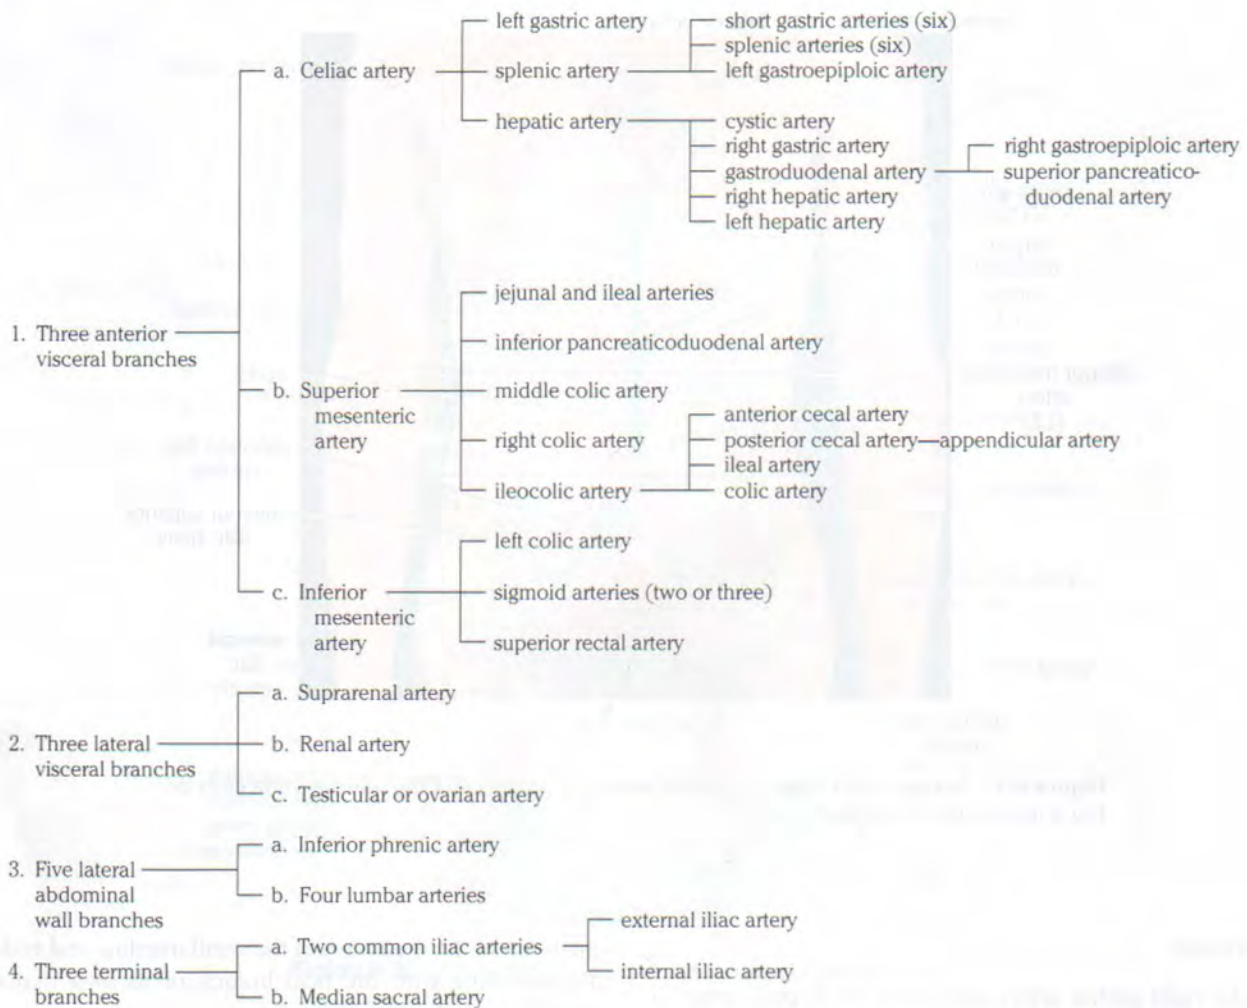 left gastric artery
short gastric arteries (six)
splenic arteries (six)
a. Celiac artery
splenic artery
left gastroepiploic artery
hepatic artery
cystic artery
right gastric artery
right gastroepiploic artery
gastroduodenal artery
superior pancreatico-
duodenal artery
right hepatic artery
left hepatic artery
jejunal and ileal arteries
1. Three anterior
visceral branches
inferior pancreaticoduodenal artery
b. Superior
mesenteric
artery
middle colic artery
right colic artery
anterior cecal artery
posterior cecal artery—appendicular artery
ileal artery
ileocolic artery
colic artery
left colic artery
c. Inferior
mesenteric
artery
sigmoid arteries (two or three)
superior rectal artery
2. Three lateral
visceral branches
a. Suprarenal artery
b. Renal artery
c. Testicular or ovarian artery
3. Five lateral
abdominal
wall branches
a. Inferior phrenic artery
b. Four lumbar arteries
4. Three terminal
branches
a. Two common iliac arteries
external iliac artery
internal iliac artery
b. Median sacral artery